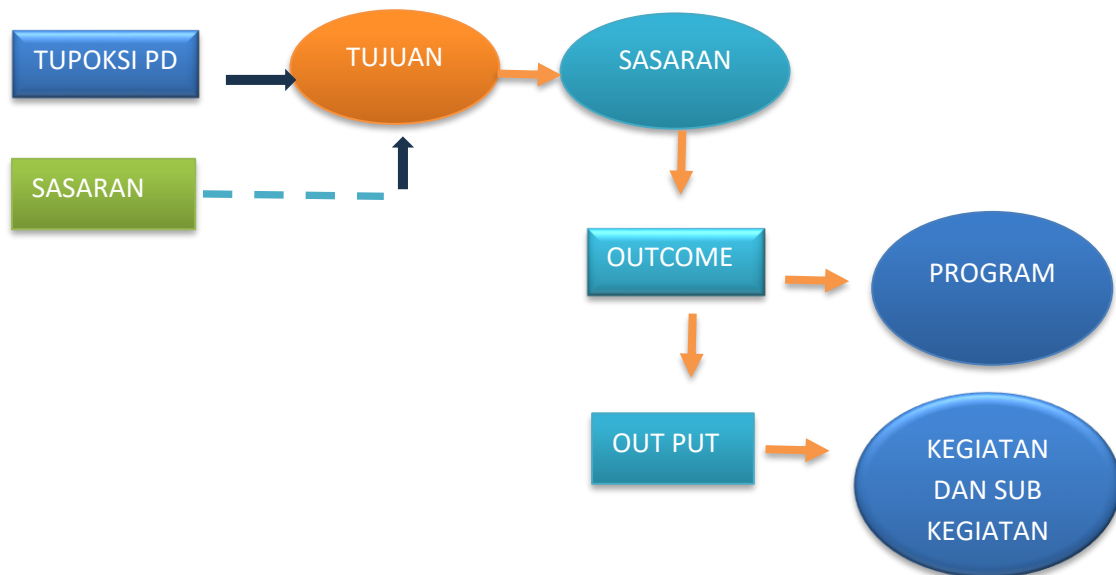 TUPOKSI PD
TUJUAN
SASARAN
SASARAN
OUTCOME
PROGRAM
OUT PUT
KEGIATAN
DAN SUB
KEGIATAN